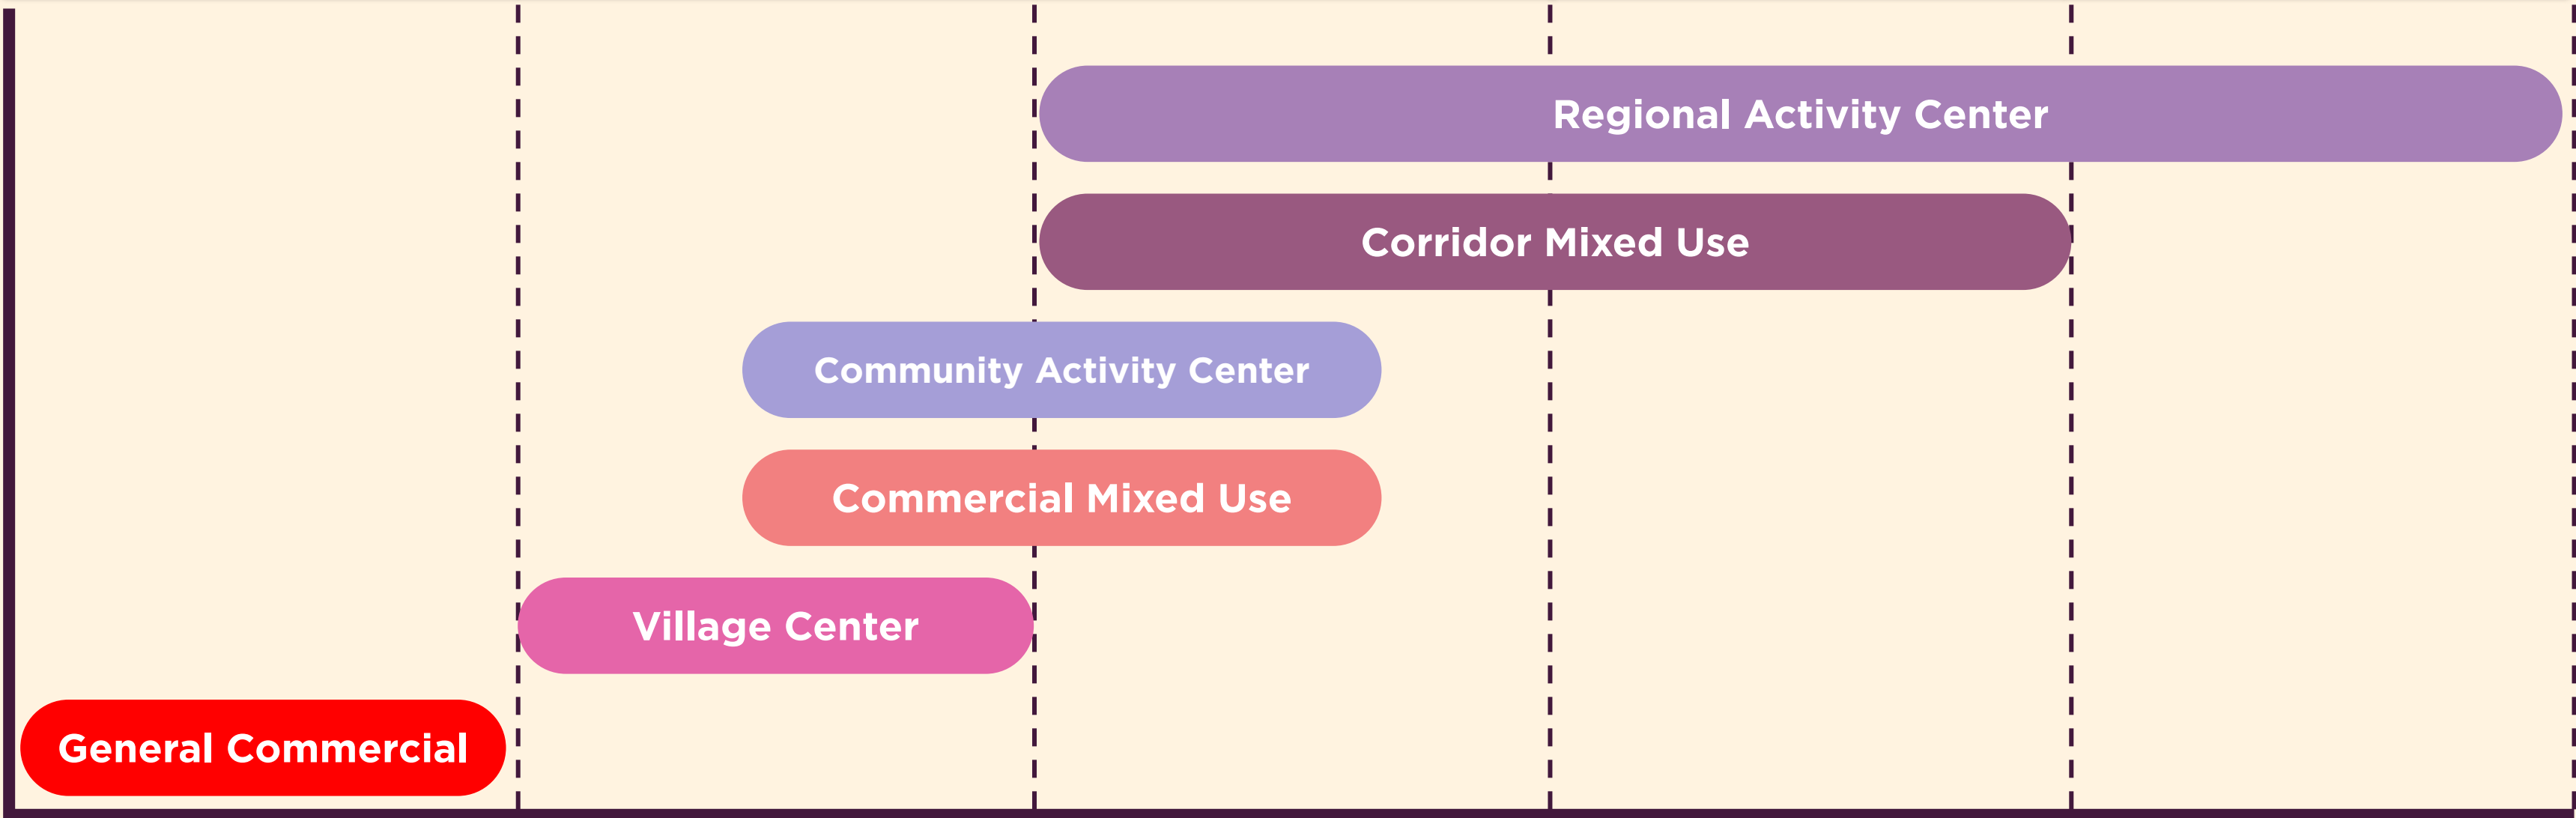 Regional Activity Center
Corridor Mixed Use
Community Activity Center
Commercial Mixed Use
Village Center
General Commercial